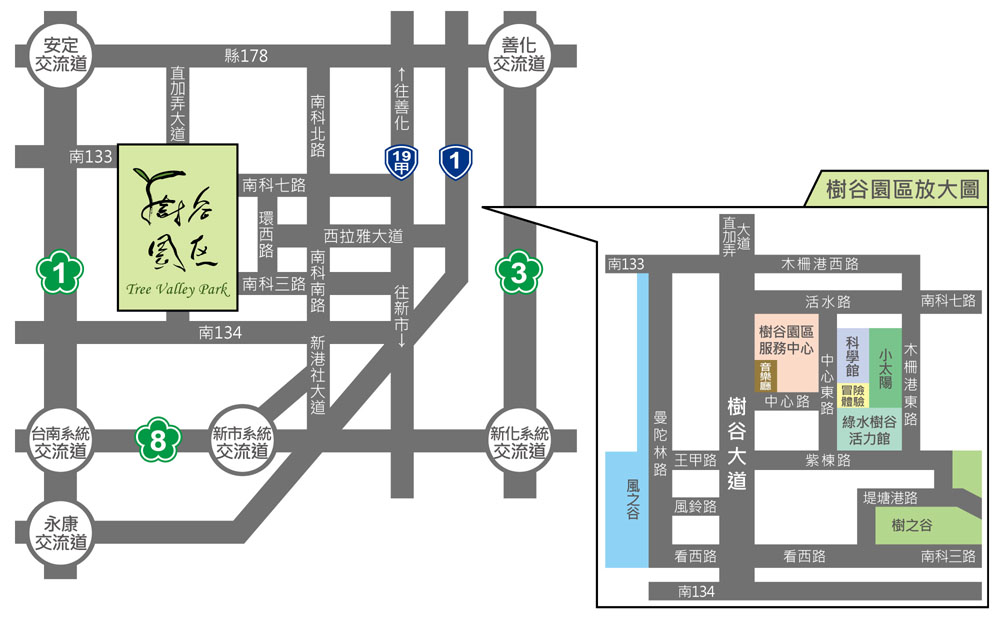 安定
交流道
縣178
善化
交流道
直加弄大道
南科北路
↑往善化
19
甲
1
南133
樹谷
園区
Tree Valley Park
南科七路
環西路
西拉雅大道
南科三路
南科南路
往新市↓
1
3
南134
新港社大道
台南系統
交流道
8
新市系統
交流道
新化系統
交流道
永康
交流道
樹谷園區放大圖
直加弄
大道
南133
木柵港西路
活水路
南科七路
樹谷園區
服務中心
音樂廳
中心路
中心東路
科學館
小太陽
冒險
體驗
綠水樹谷
活力館
木柵港東路
樹谷大道
曼陀林路
王甲路
紫楝路
風之谷
風鈴路
堤塘港路
樹之谷
看西路
看西路
南科三路
南134